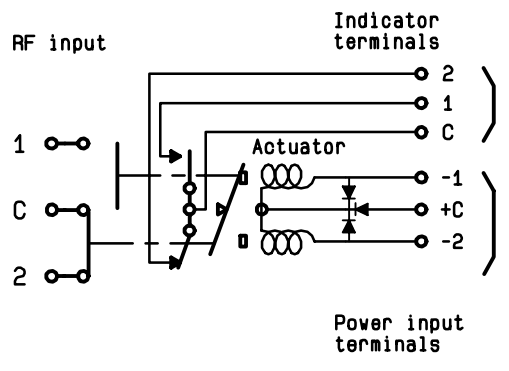 Indicator
terminals
RF input
2
1
C
Actuator
1
C
2
-1
+C
-2
Power input
terminals